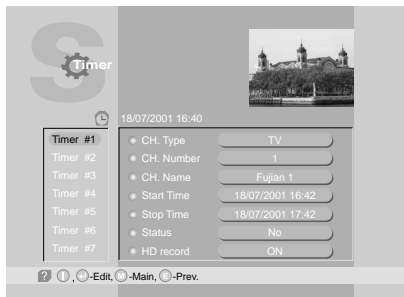 S
Timer
18/07/2001 16:40
Timer #1
Timer #2
Timer #3
Timer #4
Timer #5
Timer #6
Timer #7
CH. Type TV
CH. Number 1
CH. Name Fujian 1
Start Time 18/07/2001 16:42
Stop Time 18/07/2001 17:42
Status No
HD record ON
? , -Edit, M -Main, E -Prev.